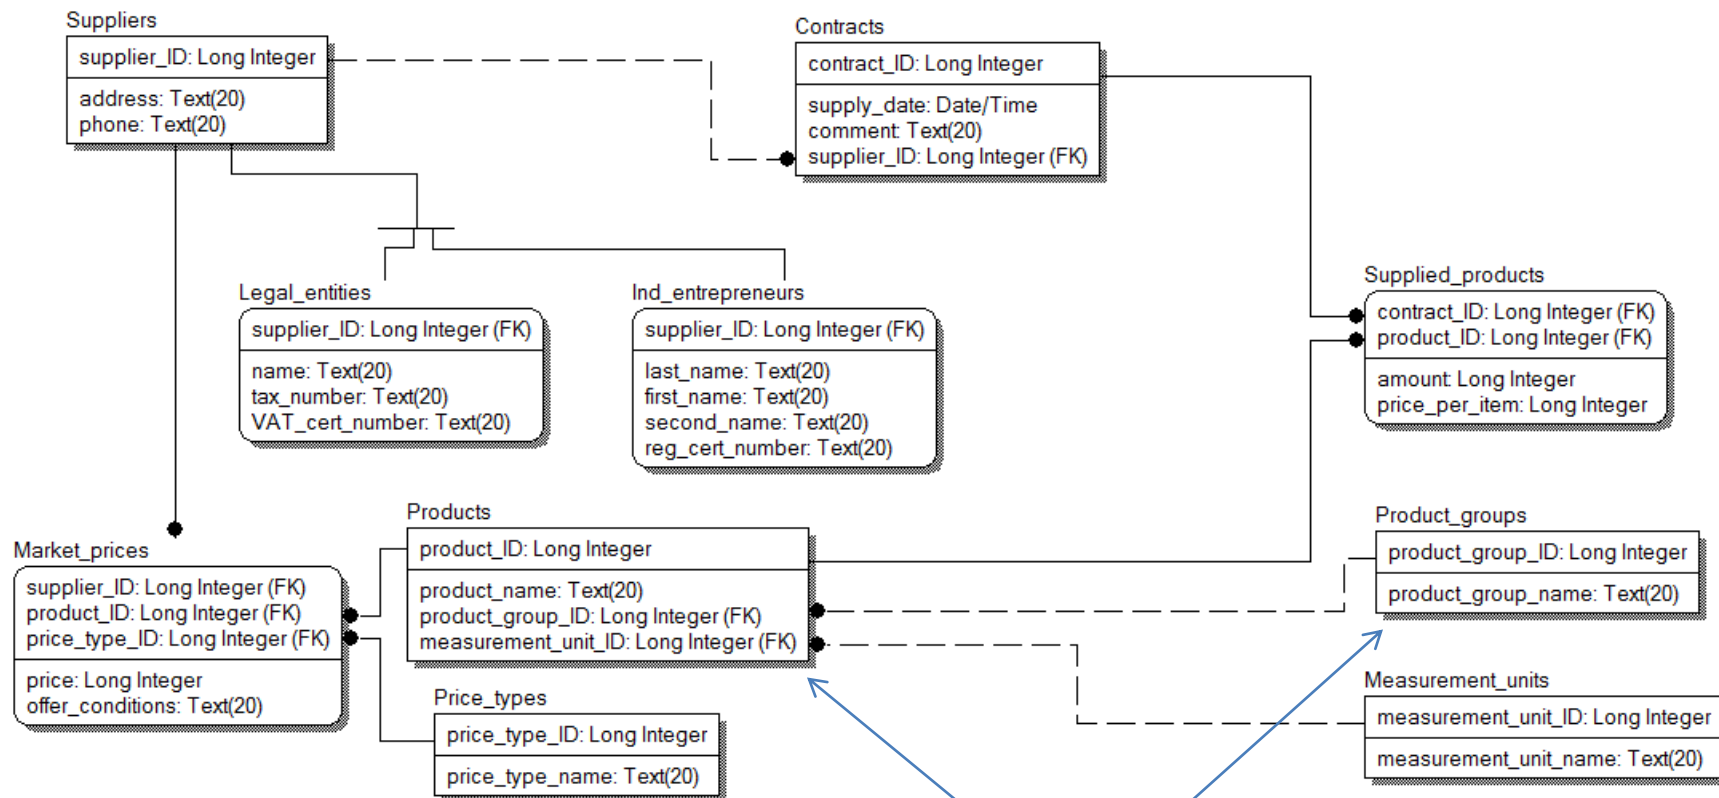 Suppliers
supplier_ID: Long Integer
address: Text(20)
phone: Text(20)
Contracts
contract_ID: Long Integer
supply_date: Date/Time
comment: Text(20)
supplier_ID: Long Integer (FK)
Legal_entities
supplier_ID: Long Integer (FK)
name: Text(20)
tax_number: Text(20)
VAT_cert_number: Text(20)
Ind_entrepreneurs
supplier_ID: Long Integer (FK)
last_name: Text(20)
first_name: Text(20)
second_name: Text(20)
reg_cert_number: Text(20)
Supplied_products
contract_ID: Long Integer (FK)
product_ID: Long Integer (FK)
amount: Long Integer
price_per_item: Long Integer
Market_prices
supplier_ID: Long Integer (FK)
product_ID: Long Integer (FK)
price_type_ID: Long Integer (FK)
price: Long Integer
offer_conditions: Text(20)
Products
product_ID: Long Integer
product_name: Text(20)
product_group_ID: Long Integer (FK)
measurement_unit_ID: Long Integer (FK)
Product_groups
product_group_ID: Long Integer
product_group_name: Text(20)
Price_types
price_type_ID: Long Integer
price_type_name: Text(20)
Measurement_units
measurement_unit_ID: Long Integer
measurement_unit_name: Text(20)